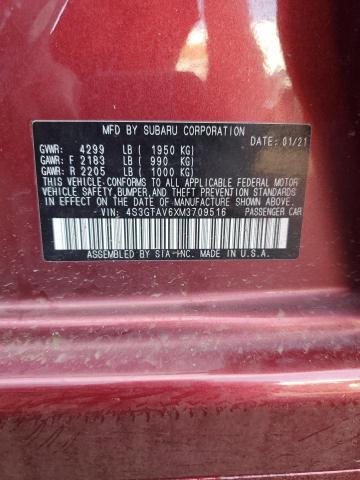 MFD BY SUBARU CORPORATION
DATE: 01/21
GVWR: 4299 LB ( 1950 KG)
GAWR: F 2183 LB ( 990 KG)
GAWR: R 2205 LB ( 1000 KG)
THIS VEHICLE CONFORMS TO ALL APPLICABLE FEDERAL MOTOR
VEHICLE SAFETY, BUMPER, AND THEFT PREVENTION STANDARDS
IN EFFECT ON THE DATE OF MANUFACTURE SHOWN ABOVE.
VIN: 4S3GTAV6XM3709516 PASSENGER CAR
ASSEMBLED BY SIA-INC. MADE IN U.S.A.